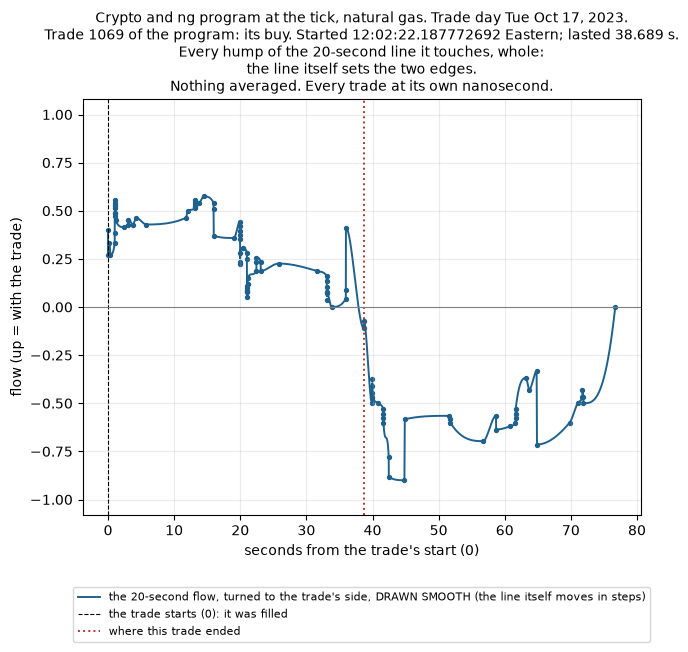 Crypto and ng program at the tick, natural gas. Trade day Tue Oct 17, 2023.
Trade 1069 of the program: its buy. Started 12:02:22.187772692 Eastern; lasted 38.689 s.
Every hump of the 20-second line it touches, whole:
the line itself sets the two edges.
Nothing averaged. Every trade at its own nanosecond.
1.00
0.75
0.50
0.25
0.00
−0.25
−0.50
−0.75
−1.00
flow (up = with the trade)
0 10 20 30 40 50 60 70 80
seconds from the trade's start (0)
the 20-second flow, turned to the trade's side, DRAWN SMOOTH (the line itself moves in steps)
the trade starts (0): it was filled
where this trade ended